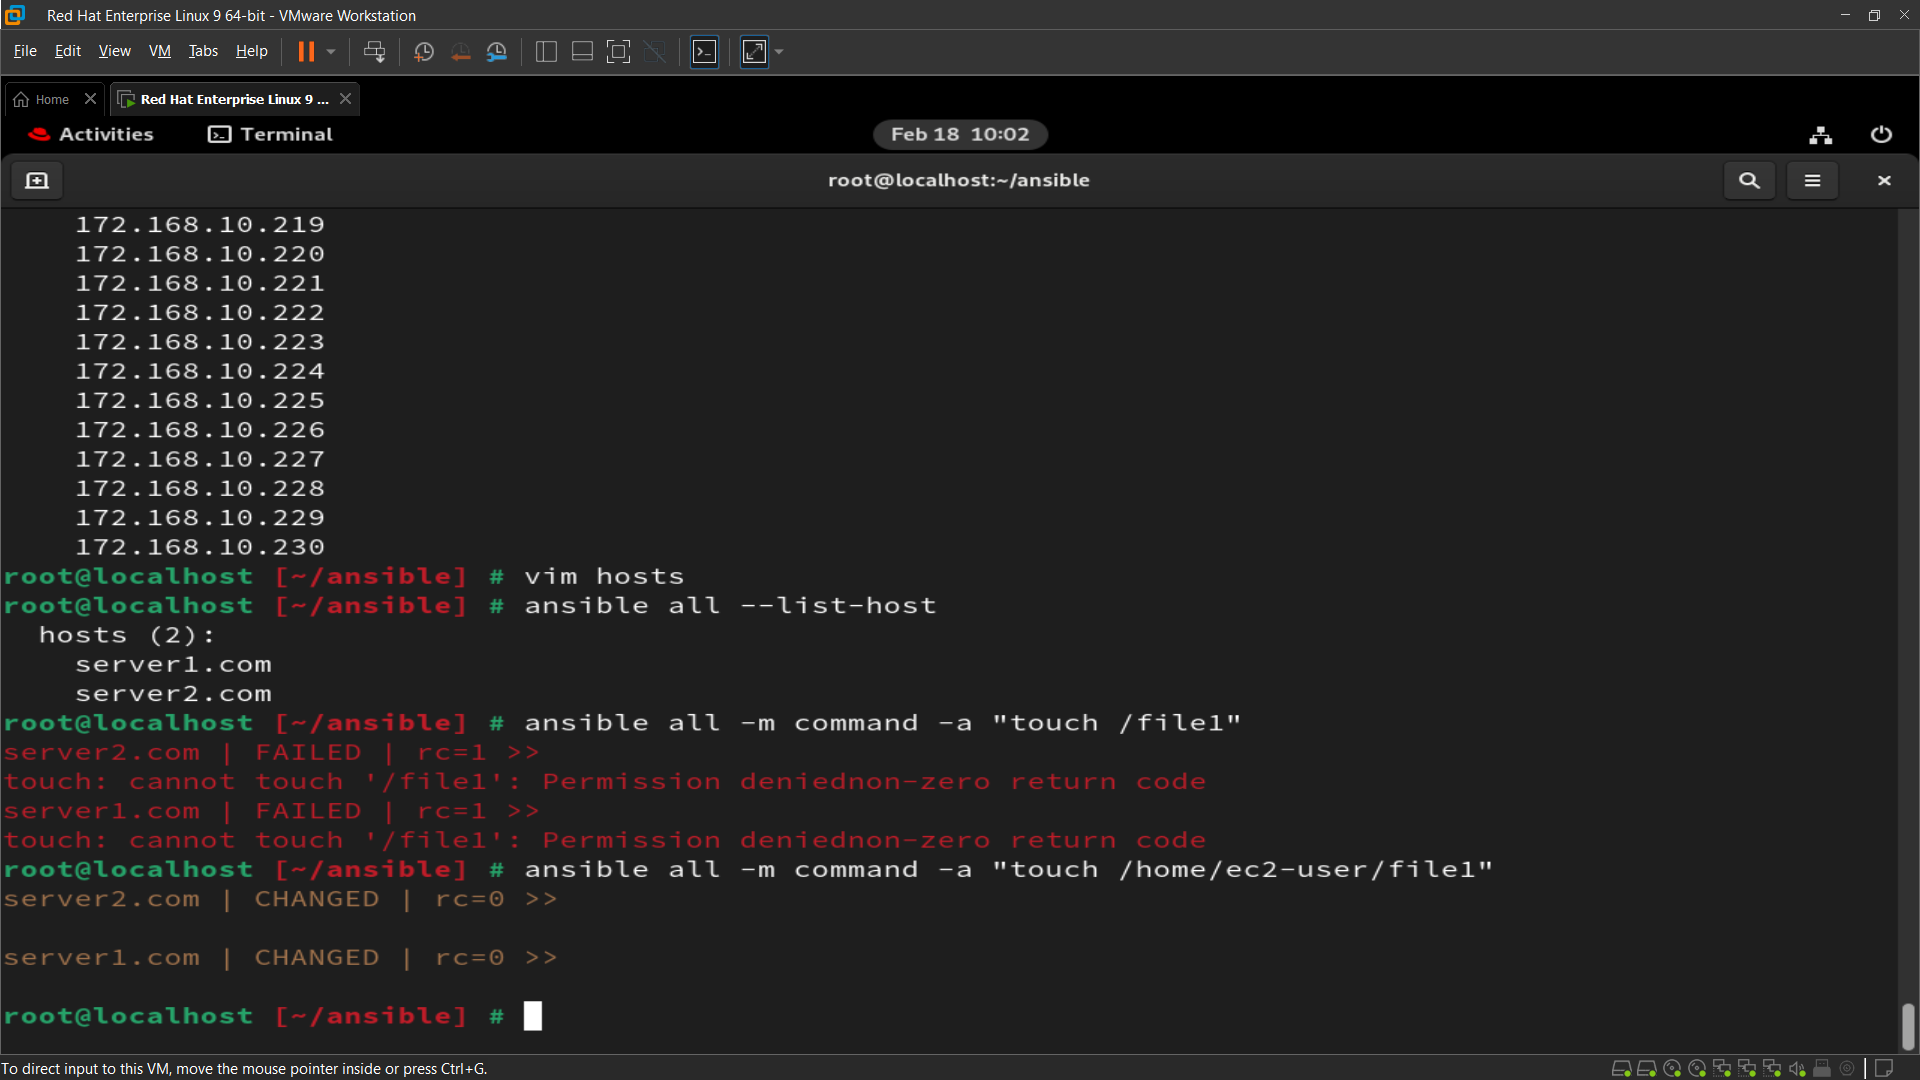 Red Hat Enterprise Linux 9 64-bit - VMware Workstation
File Edit View VM Tabs Help
Home Red Hat Enterprise Linux 9 ...
Activities Terminal Feb 18 10:02
root@localhost:~/ansible
172.168.10.219
172.168.10.220
172.168.10.221
172.168.10.222
172.168.10.223
172.168.10.224
172.168.10.225
172.168.10.226
172.168.10.227
172.168.10.228
172.168.10.229
172.168.10.230
root@localhost [~/ansible] # vim hosts
root@localhost [~/ansible] # ansible all --list-host
hosts (2):
server1.com
server2.com
root@localhost [~/ansible] # ansible all -m command -a "touch /file1"
server2.com | FAILED | rc=1 >>
touch: cannot touch '/file1': Permission deniednon-zero return code
server1.com | FAILED | rc=1 >>
touch: cannot touch '/file1': Permission deniednon-zero return code
root@localhost [~/ansible] # ansible all -m command -a "touch /home/ec2-user/file1"
server2.com | CHANGED | rc=0 >>
server1.com | CHANGED | rc=0 >>
root@localhost [~/ansible] #
To direct input to this VM, move the mouse pointer inside or press Ctrl+G.